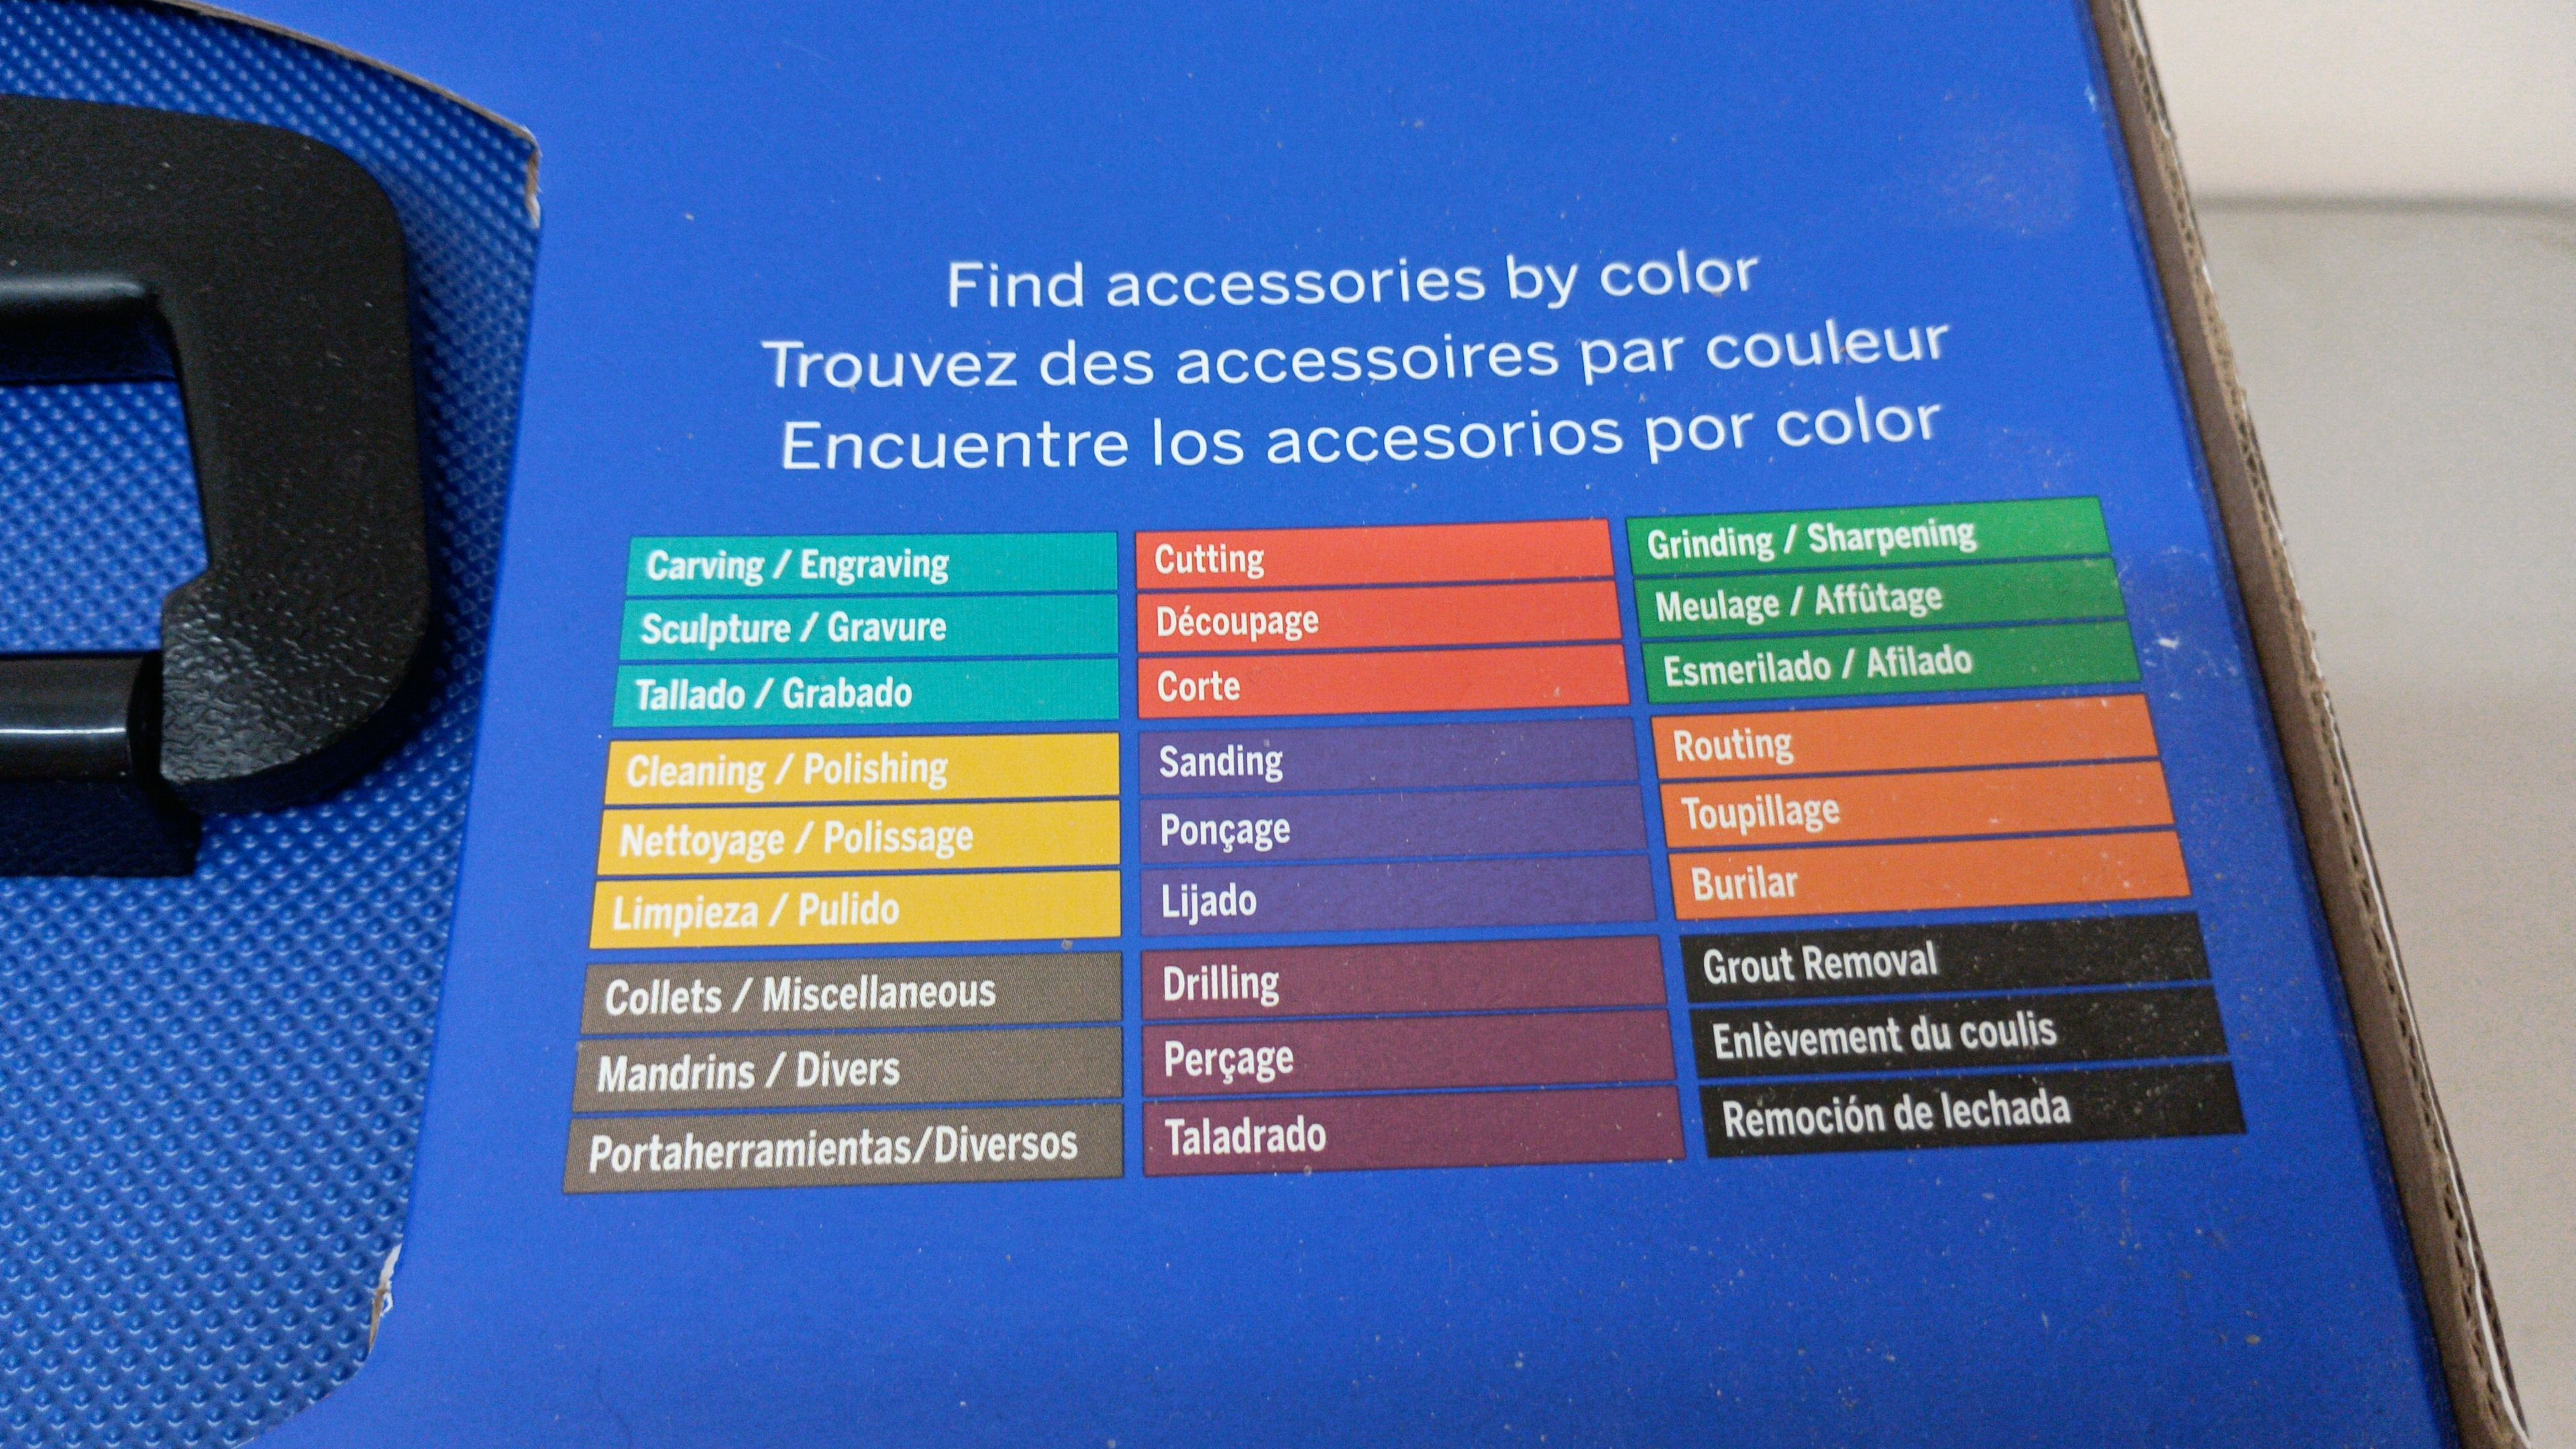 Find accessories by color
Trouvez des accessoires par couleur
Encuentre los accesorios por color
Carving / Engraving
Sculpture / Gravure
Tallado / Grabado
Cutting
Découpage
Corte
Grinding / Sharpening
Meulage / Affûtage
Esmerilado / Afilado
Cleaning / Polishing
Nettoyage / Polissage
Limpieza / Pulido
Sanding
Ponçage
Lijado
Routing
Toupillage
Burilar
Collets / Miscellaneous
Mandrins / Divers
Portaherramientas/Diversos
Drilling
Perçage
Taladrado
Grout Removal
Enlèvement du coulis
Remoción de lechada